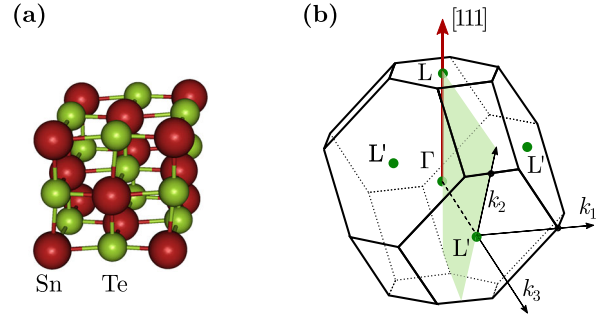 (a)
Sn
Te
(b)
[111]
L
L'
Γ
L'
k₂
k₁
L'
k₃